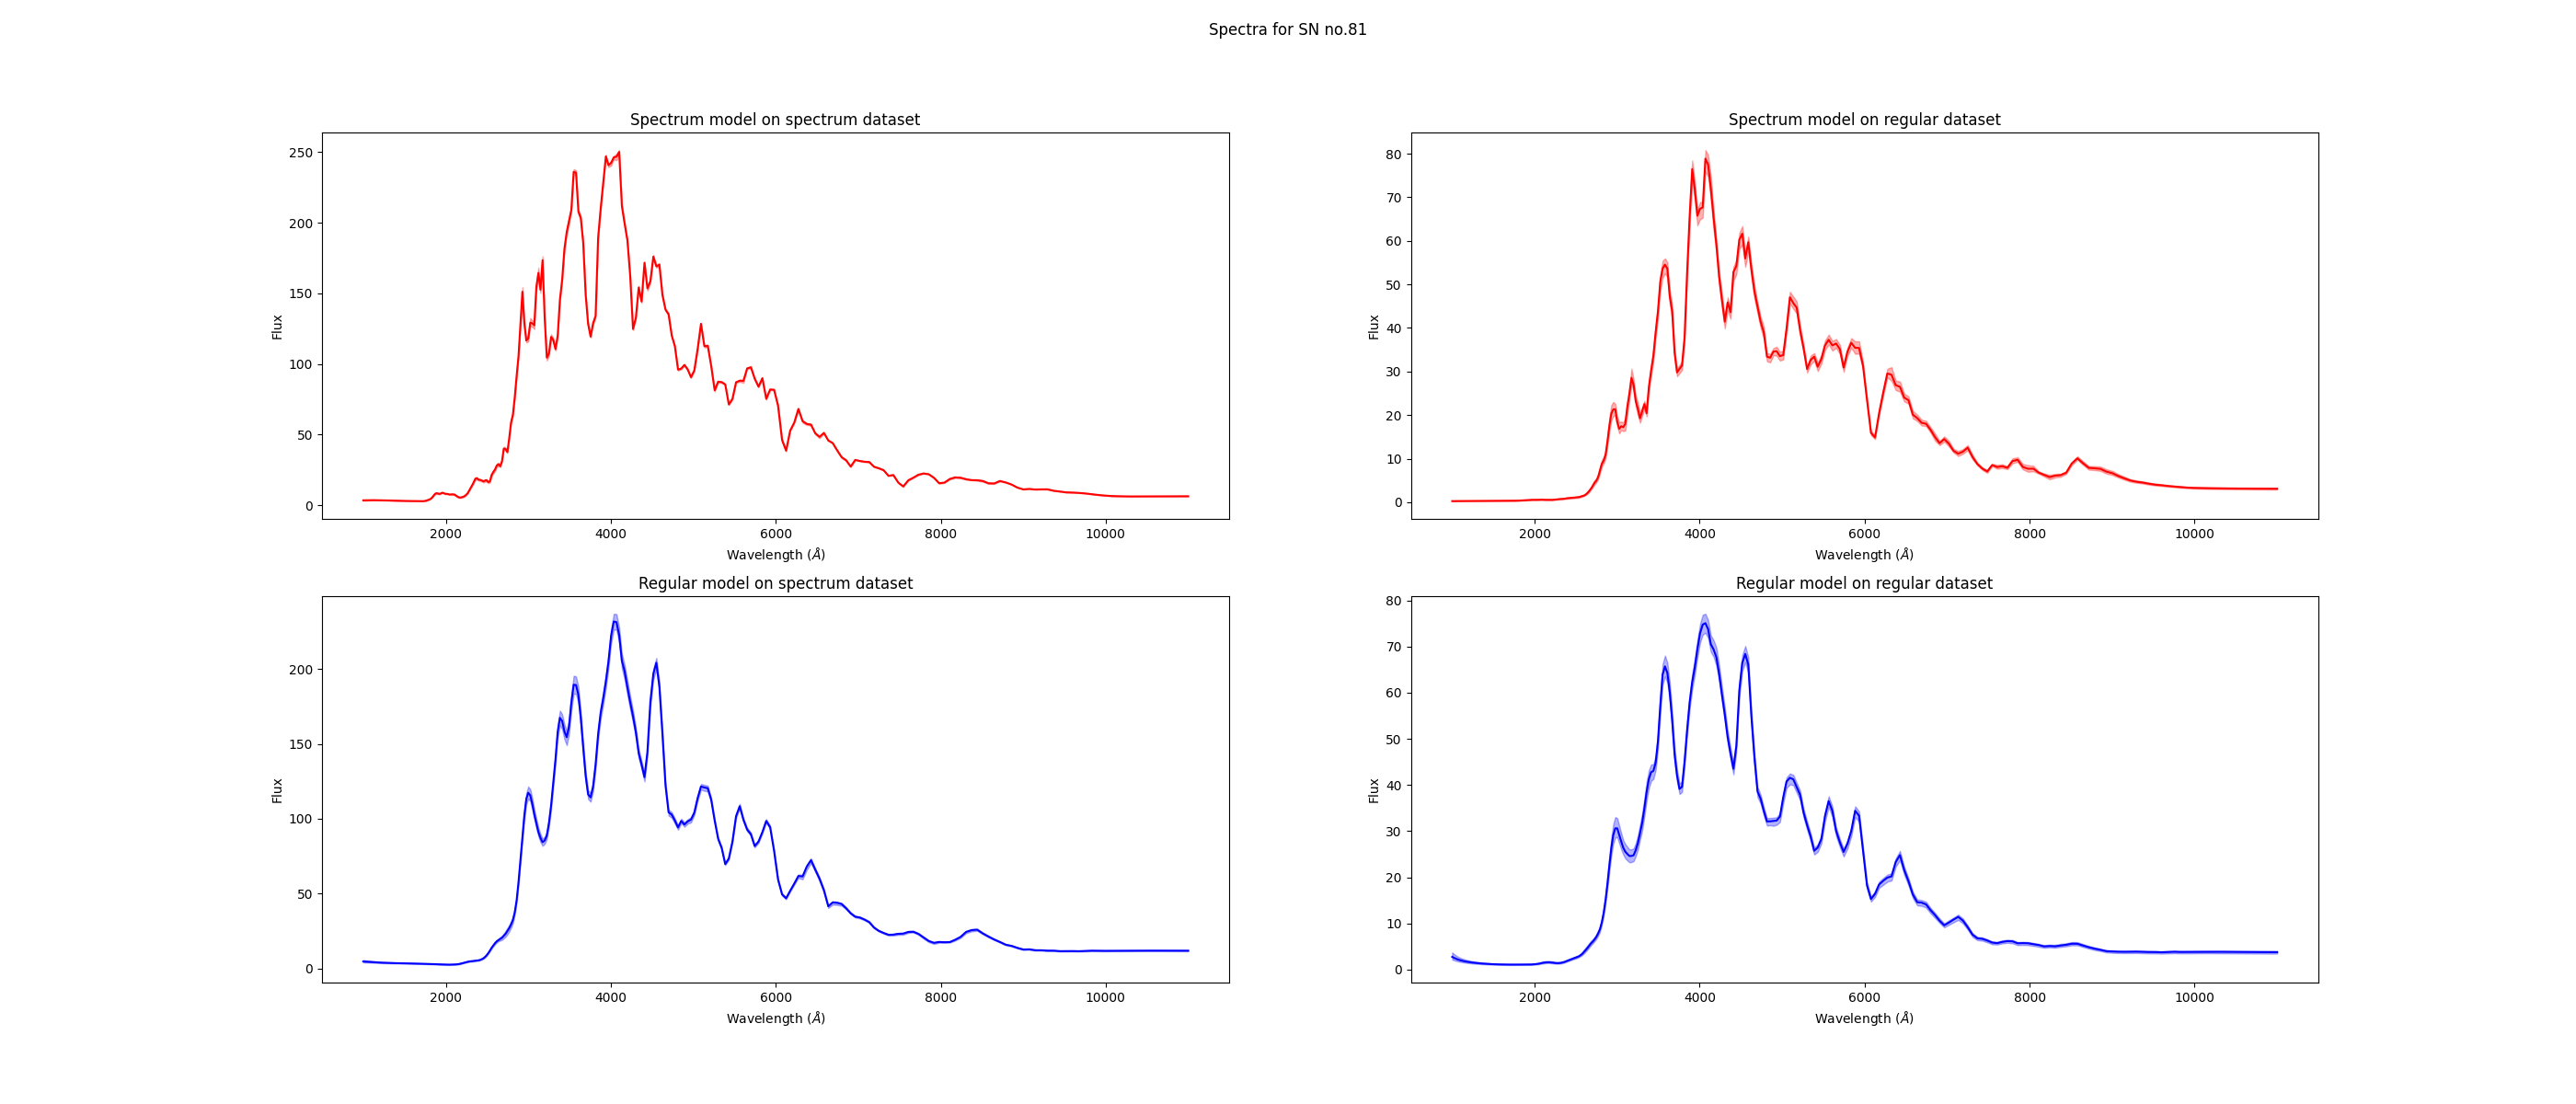 Spectra for SN no.81
Spectrum model on spectrum dataset
250
200
150
100
50
0
Flux
2000 4000 6000 8000 10000
Wavelength (Å)
Spectrum model on regular dataset
80
70
60
50
40
30
20
10
0
Flux
2000 4000 6000 8000 10000
Wavelength (Å)
Regular model on spectrum dataset
200
150
100
50
0
Flux
2000 4000 6000 8000 10000
Wavelength (Å)
Regular model on regular dataset
80
70
60
50
40
30
20
10
0
Flux
2000 4000 6000 8000 10000
Wavelength (Å)